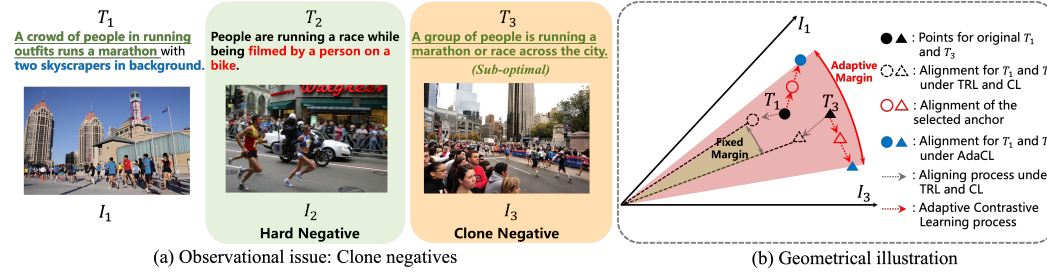 T1
A crowd of people in running
outfits runs a marathon with
two skyscrapers in background.
I1
T2
People are running a race while
being filmed by a person on a
bike.
Walgreens
I2
Hard Negative
T3
A group of people is running a
marathon or race across the city.
(Sub-optimal)
I3
Clone Negative
(a) Observational issue: Clone negatives
I1
Adaptive
Margin
T1
T3
Fixed
Margin
I3
: Points for original T1
and T3
: Alignment for T1 and T
under TRL and CL
: Alignment of the
selected anchor
: Alignment for T1 and T
under AdaCL
: Aligning process under
TRL and CL
: Adaptive Contrastive
Learning process
(b) Geometrical illustration